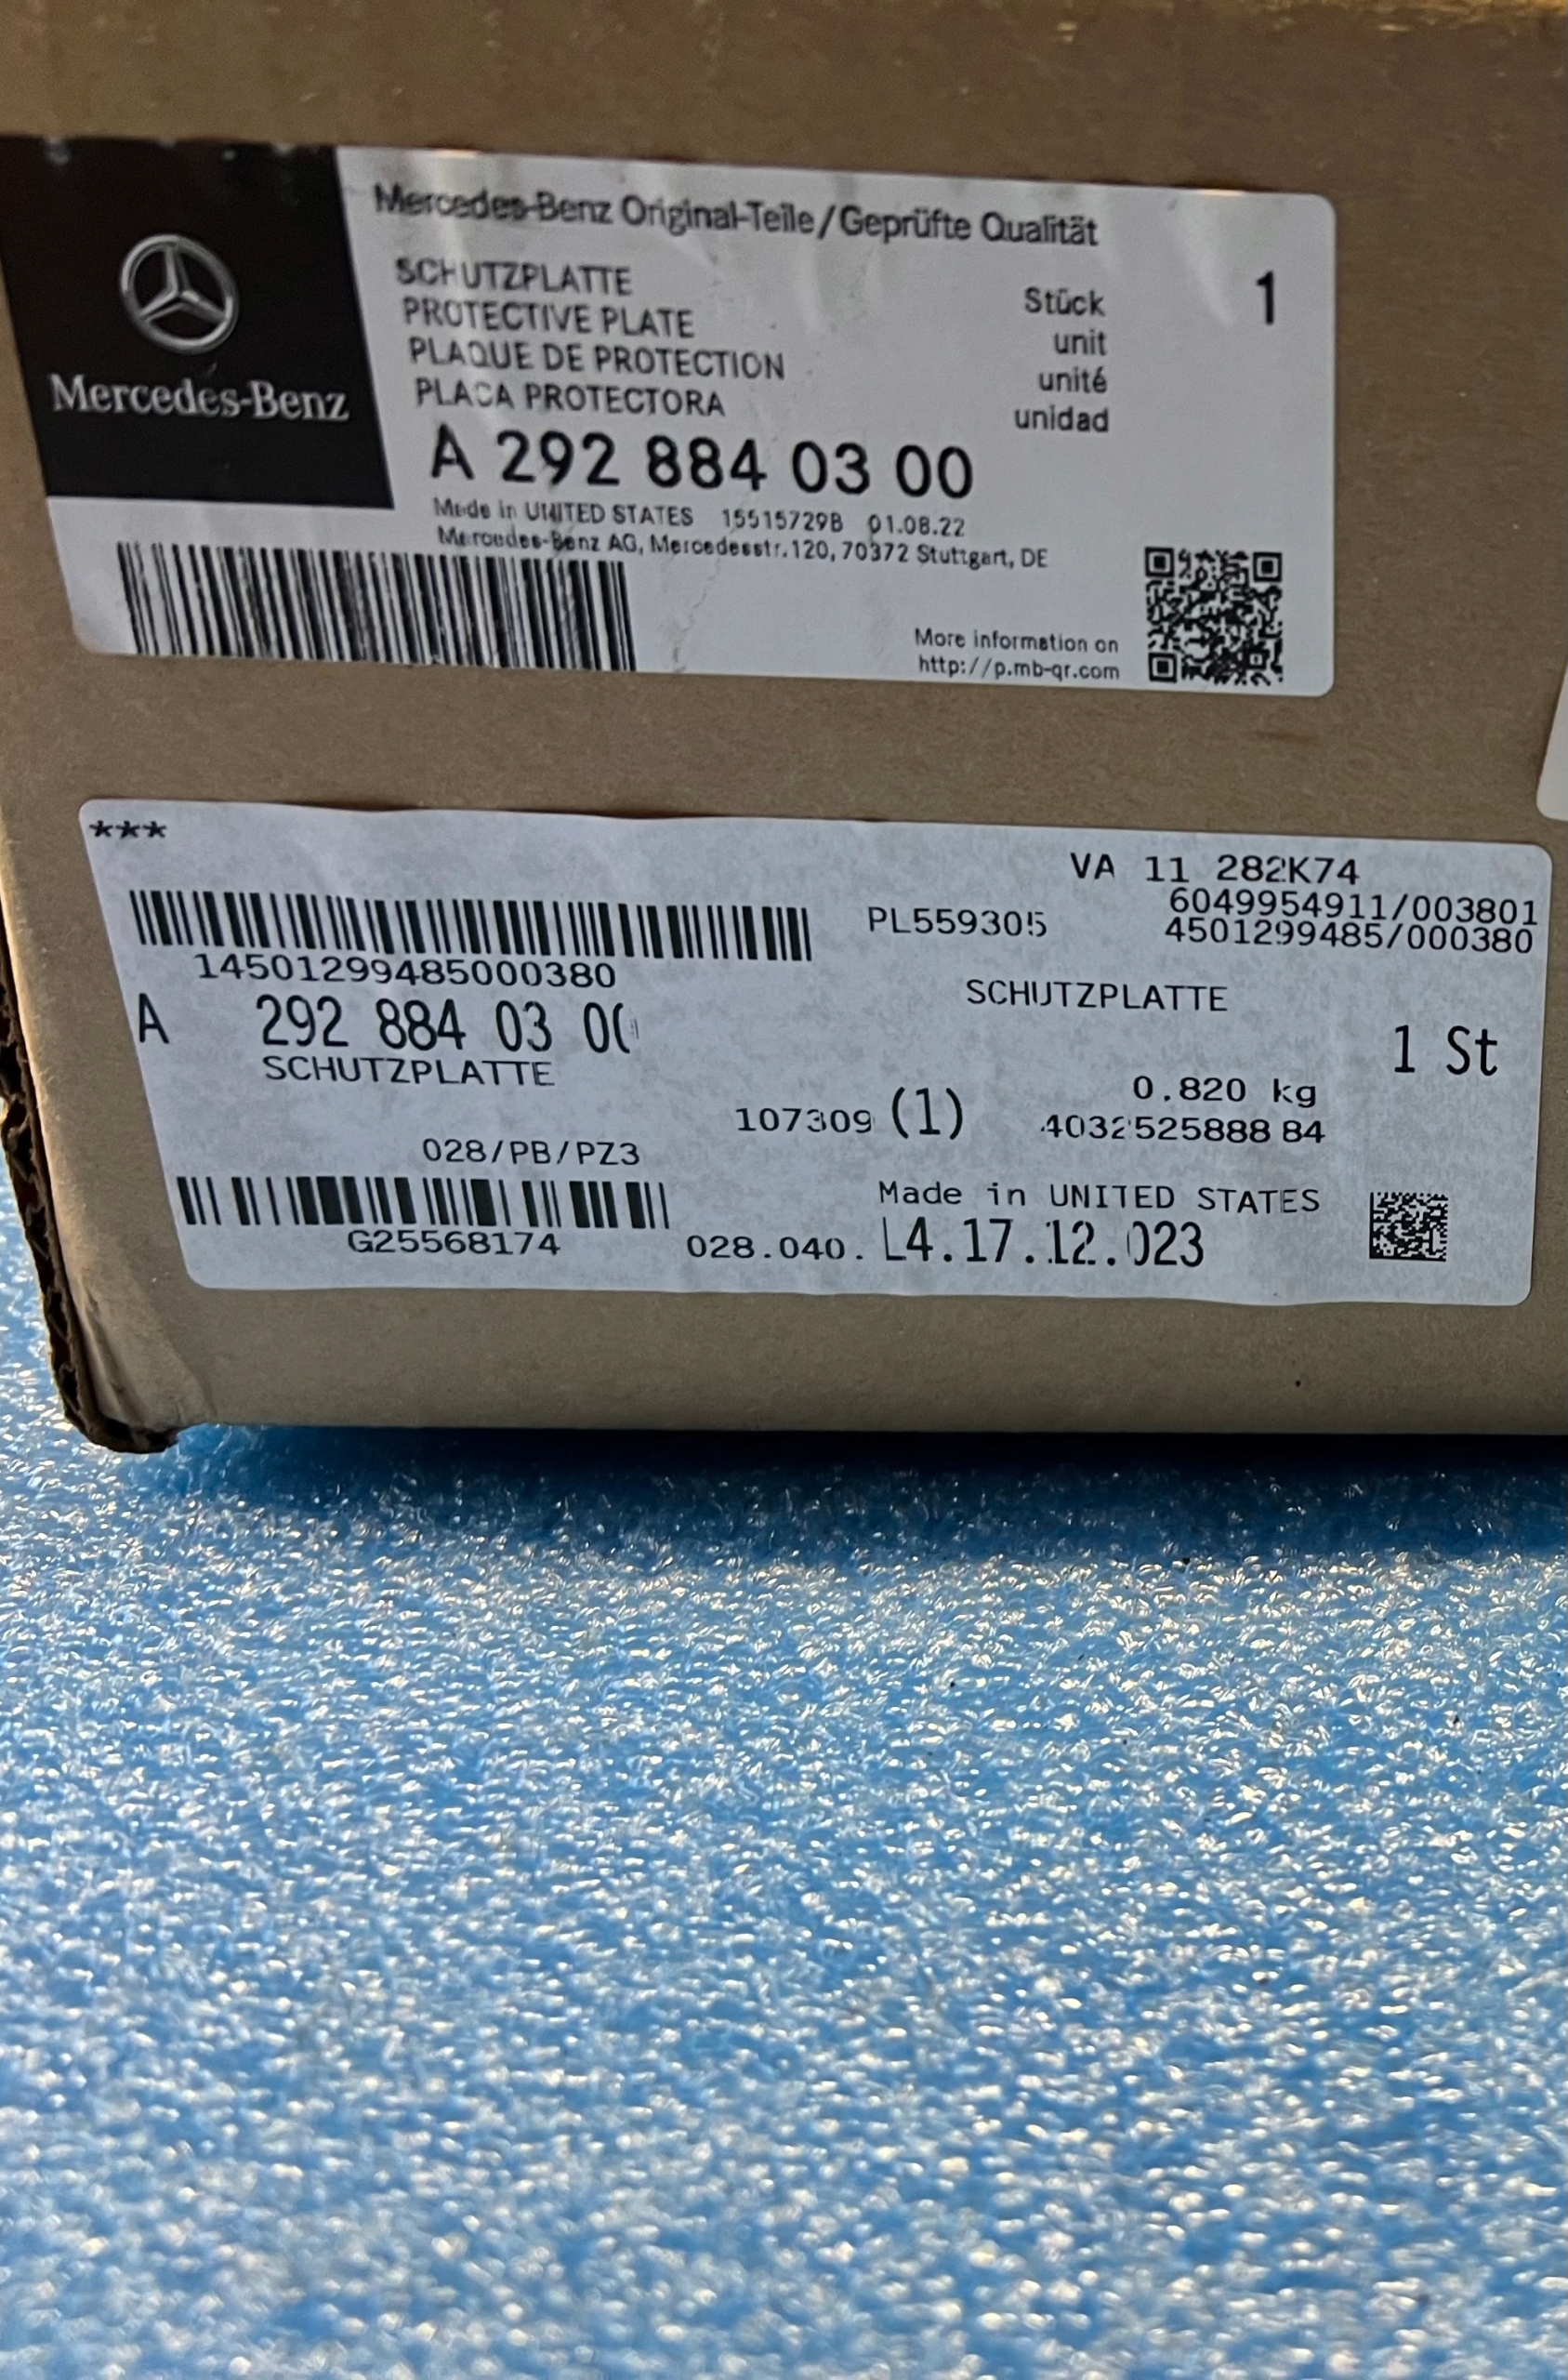 Mercedes-Benz
Mercedes-Benz Original-Teile/Geprüfte Qualität
SCHUTZPLATTE
PROTECTIVE PLATE
PLAQUE DE PROTECTION
PLACA PROTECTORA
Stück 1
unit
unité
unidad
A 292 884 03 00
Made in UNITED STATES 15515729B 01.08.22
Mercedes-Benz AG, Mercedesstr.120, 70372 Stuttgart, DE
More information on
http://p.mb-qr.com
***
VA 11 282K74
PL559305 6049954911/003801
4501299485/000380
14501299485000380
A 292 884 03 00
SCHUTZPLATTE
SCHUTZPLATTE
1 St
0.820 kg
107309 (1)
028/PB/PZ3
Made in UNITED STATES
G25568174
028.040. L4.17.12.023